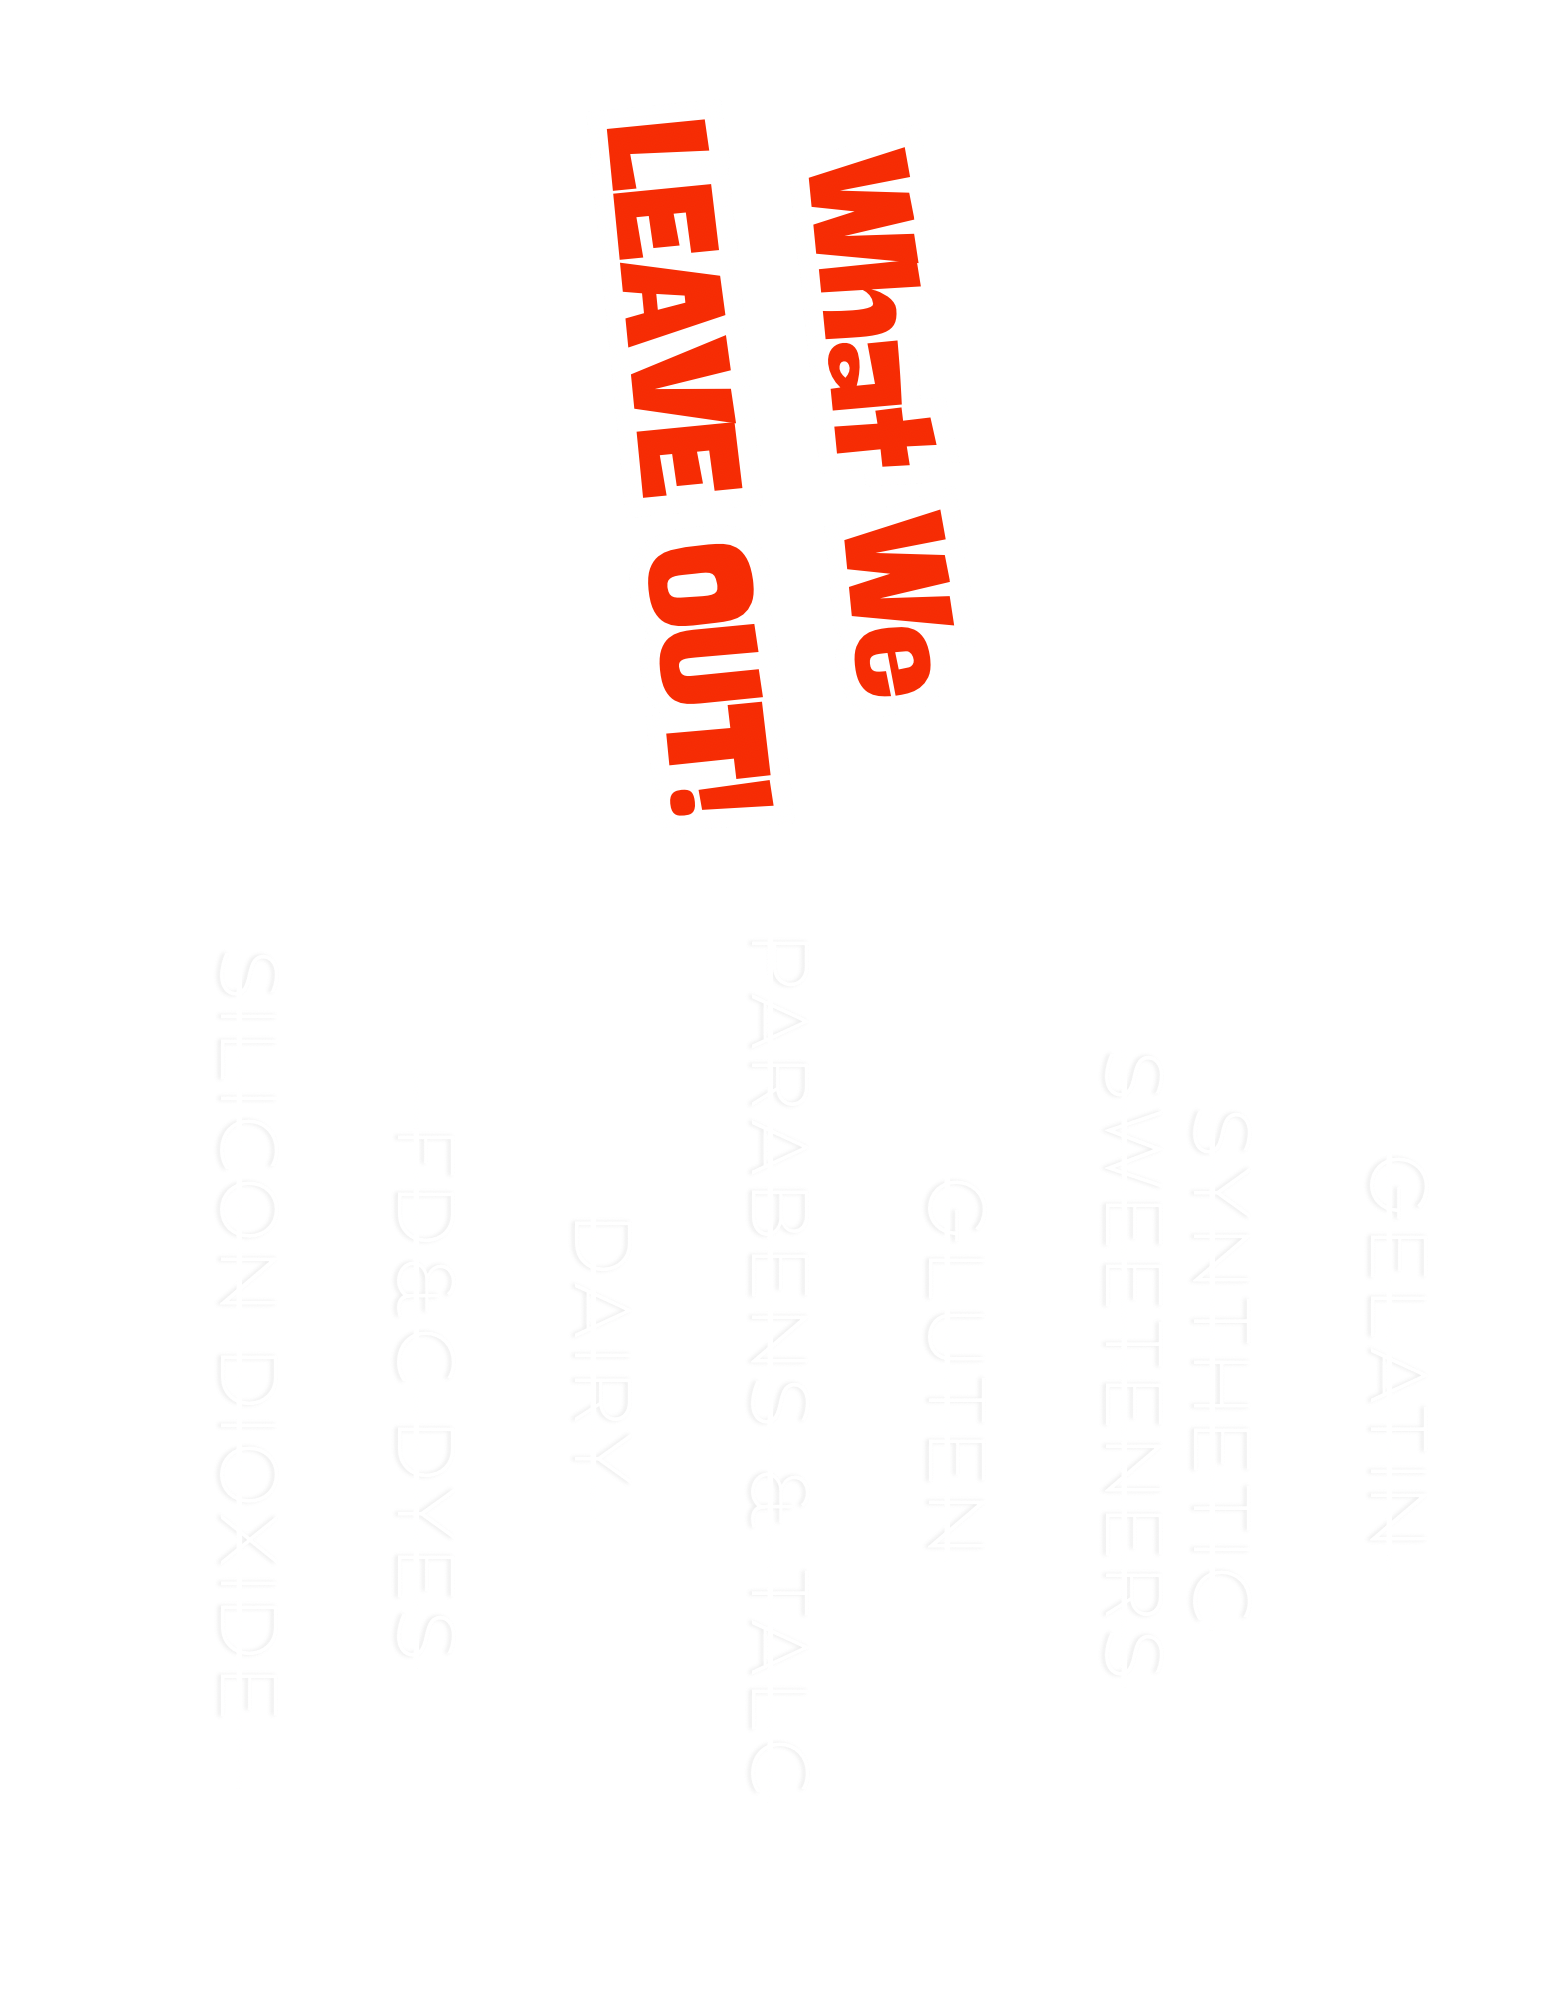 What We
LEAVE OUT!
GELATIN
SYNTHETIC
SWEETENERS
GLUTEN
PARABENS & TALC
DAIRY
FD&C DYES
SILICON DIOXIDE